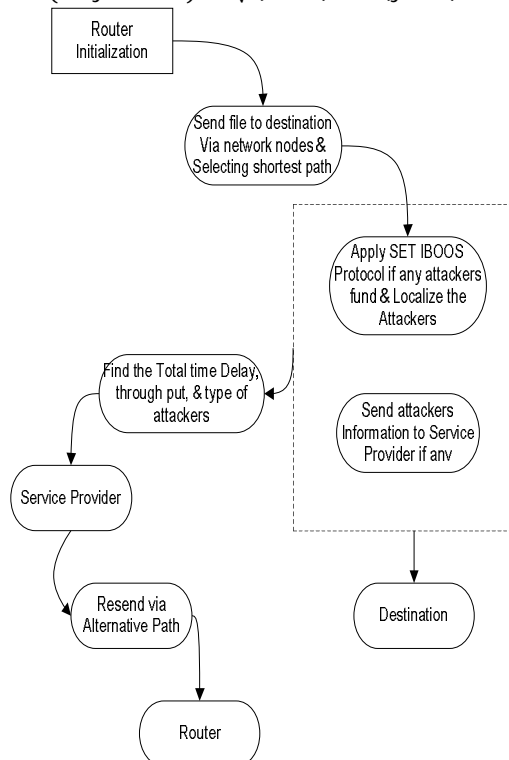 Router
Initialization
Send file to destination
Via network nodes &
Selecting shortest path
Apply SET IBOOS
Protocol if any attackers
fund & Localize the
Attackers
Find the Total time Delay,
through put, & type of
attackers
Send attackers
Information to Service
Provider if any
Service Provider
Resend via
Alternative Path
Destination
Router